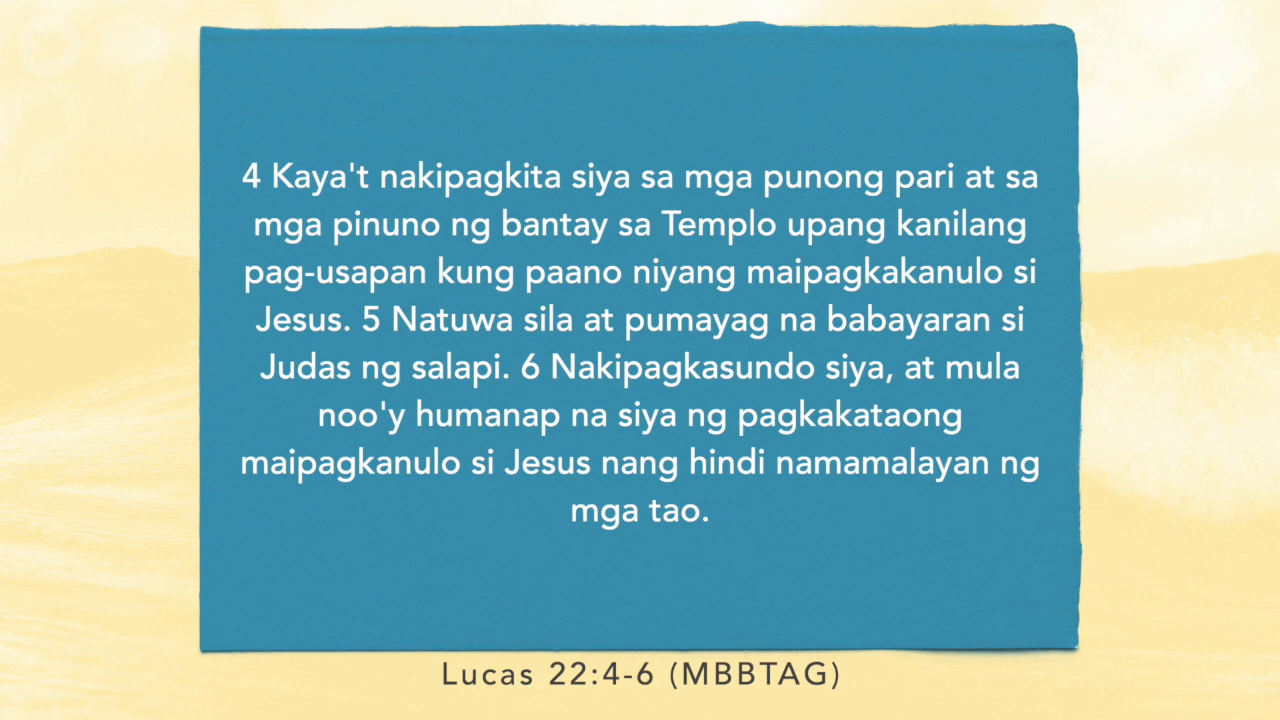 4 Kaya't nakipagkita siya sa mga punong pari at sa
mga pinuno ng bantay sa Templo upang kanilang
pag-usapan kung paano niyang maipagkakanulo si
Jesus. 5 Natuwa sila at pumayag na babayaran si
Judas ng salapi. 6 Nakipagkasundo siya, at mula
noo'y humanap na siya ng pagkakataong
maipagkanulo si Jesus nang hindi namamalayan ng
mga tao.
Lucas 22:4-6 (MBBTAG)